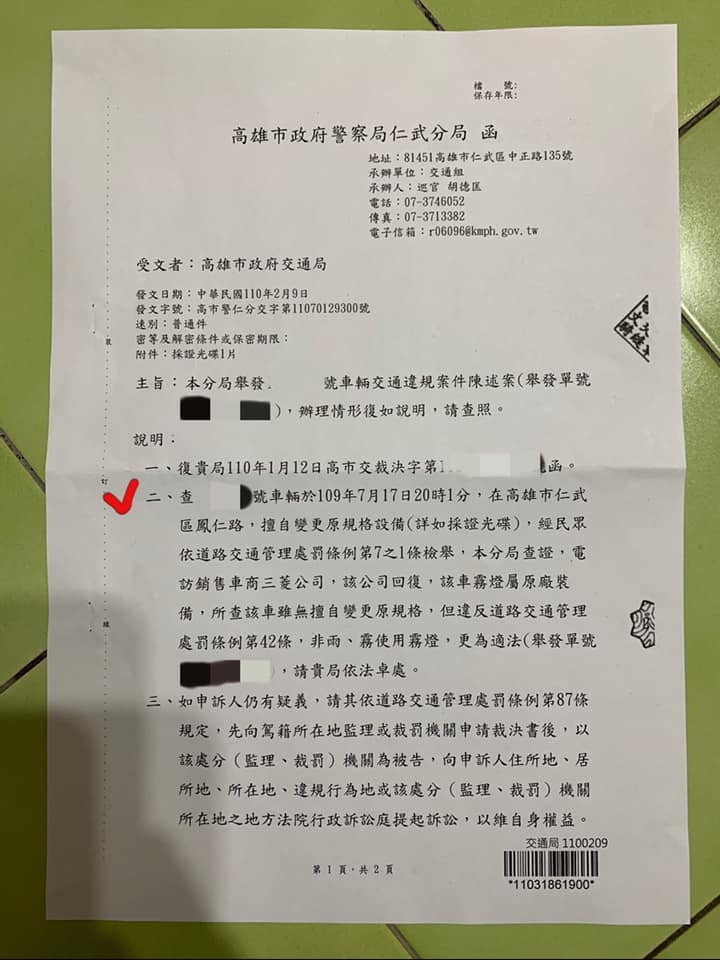 檔　　號：
保存年限：
高雄市政府警察局仁武分局 函
地址：81451高雄市仁武區中正路135號
承辦單位：交通組
承辦人：巡官 胡德匡
電話：07-3746052
傳真：07-3713382
電子信箱：r06096@kmph.gov.tw
受文者：高雄市政府交通局
發文日期：中華民國110年2月9日
發文字號：高市警仁分交字第11070129300號
速別：普通件
密等及解密條件或保密期限：
附件：採證光碟1片
主旨：本分局舉發 號車輛交通違規案件陳述案(舉發單號
)，辦理情形復如說明，請查照。
說明：
一、復貴局110年1月12日高市交裁決字第1 號函。
訂
二、查 號車輛於109年7月17日20時1分，在高雄市仁武
區鳳仁路，擅自變更原規格設備(詳如採證光碟)，經民眾
依道路交通管理處罰條例第7之1條檢舉，本分局查證，電
訪銷售車商三菱公司，該公司回復，該車霧燈屬原廠裝
備，所查該車雖無擅自變更原規格，但違反道路交通管理
線
處罰條例第42條，非雨、霧使用霧燈，更為適法(舉發單號
)，請貴局依法卓處。
三、如申訴人仍有疑義，請其依道路交通管理處罰條例第87條
規定，先向駕籍所在地監理或裁罰機關申請裁決書後，以
該處分（監理、裁罰）機關為被告，向申訴人住所地、居
所地、所在地、違規行為地或該處分（監理、裁罰）機關
所在地之地方法院行政訴訟庭提起訴訟，以維自身權益。
交通局 1100209
第 1 頁，共 2 頁
*11031861900*